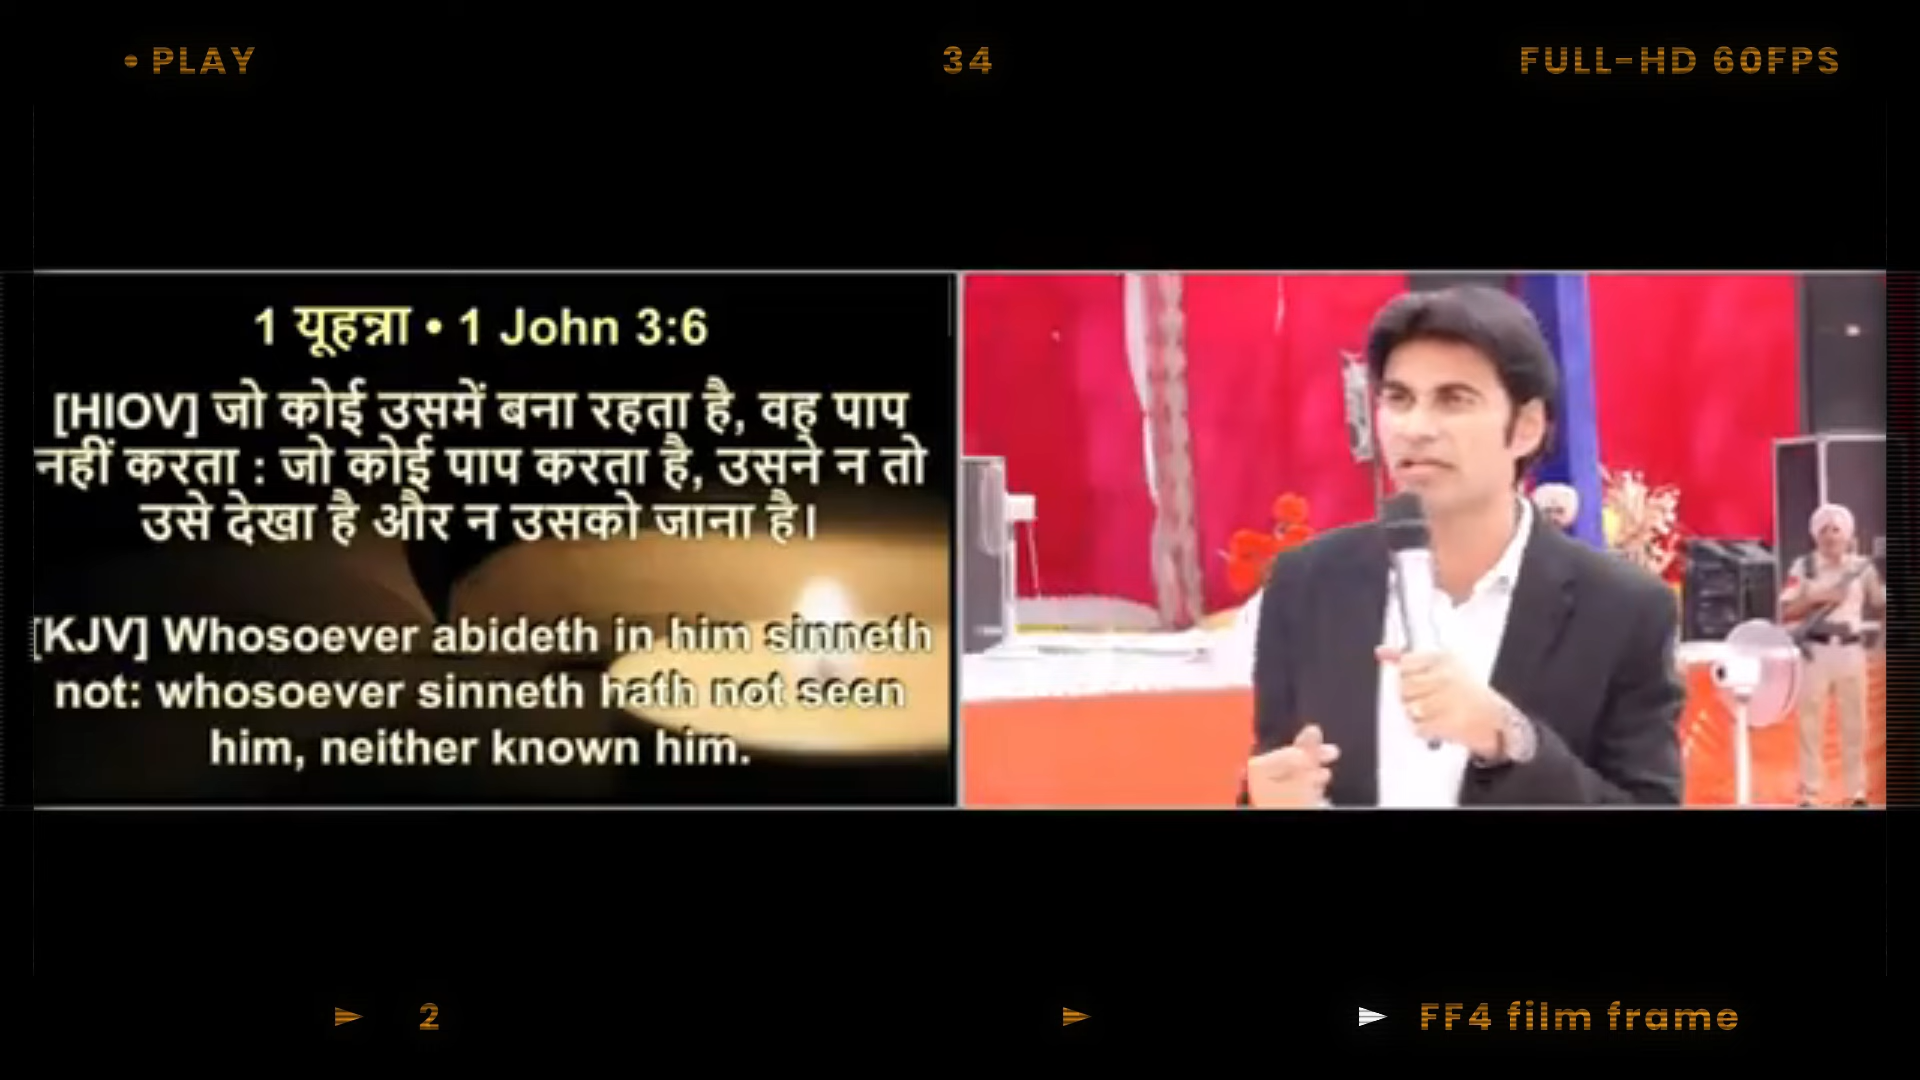 • PLAY
34
FULL-HD 60FPS
1 यूहन्ना • 1 John 3:6
[HIOV] जो कोई उसमें बना रहता है, वह पाप
नहीं करता : जो कोई पाप करता है, उसने न तो
उसे देखा है और न उसको जाना है।
[KJV] Whosoever abideth in him sinneth
not: whosoever sinneth hath not seen
him, neither known him.
2
FF4 film frame